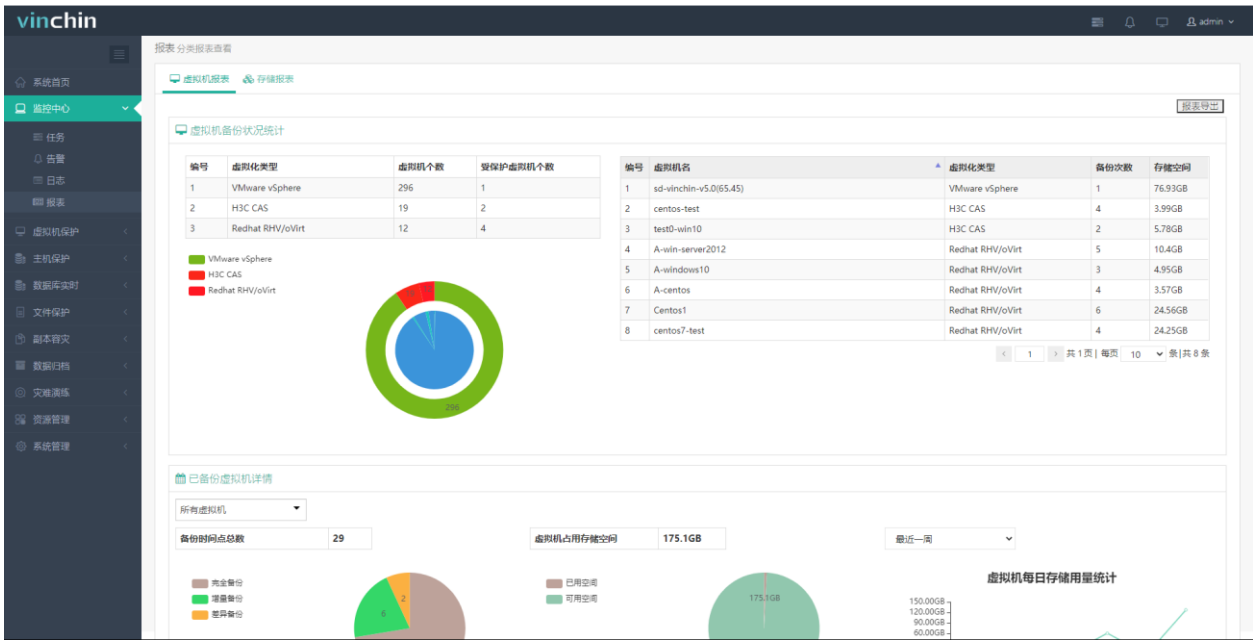 vinchin
admin
报表 分类报表查看
系统首页
监控中心
任务
告警
日志
报表
虚拟机保护
主机保护
数据库实时
文件保护
副本容灾
数据归档
灾难演练
资源管理
系统管理
虚拟机报表 存储报表
报表导出
虚拟机备份状况统计
编号 虚拟化类型 虚拟机个数 受保护虚拟机个数
1 VMware vSphere 296 1
2 H3C CAS 19 2
3 Redhat RHV/oVirt 12 4
VMware vSphere
H3C CAS
Redhat RHV/oVirt
296
编号 虚拟机名 虚拟化类型 备份次数 存储空间
1 sd-vinchin-v5.0(65.45) VMware vSphere 1 76.93GB
2 centos-test H3C CAS 4 3.99GB
3 test0-win10 H3C CAS 2 5.78GB
4 A-win-server2012 Redhat RHV/oVirt 5 10.4GB
5 A-windows10 Redhat RHV/oVirt 3 4.95GB
6 A-centos Redhat RHV/oVirt 4 3.57GB
7 Centos1 Redhat RHV/oVirt 6 24.56GB
8 centos7-test Redhat RHV/oVirt 4 24.25GB
1 共1页| 每页 10 条|共8条
已备份虚拟机详情
所有虚拟机
备份时间点总数 29
虚拟机占用存储空间 175.1GB
最近一周
完全备份
增量备份
差异备份
2
6
已用空间
可用空间
175.1GB
虚拟机每日存储用量统计
150.00GB
120.00GB
90.00GB
60.00GB